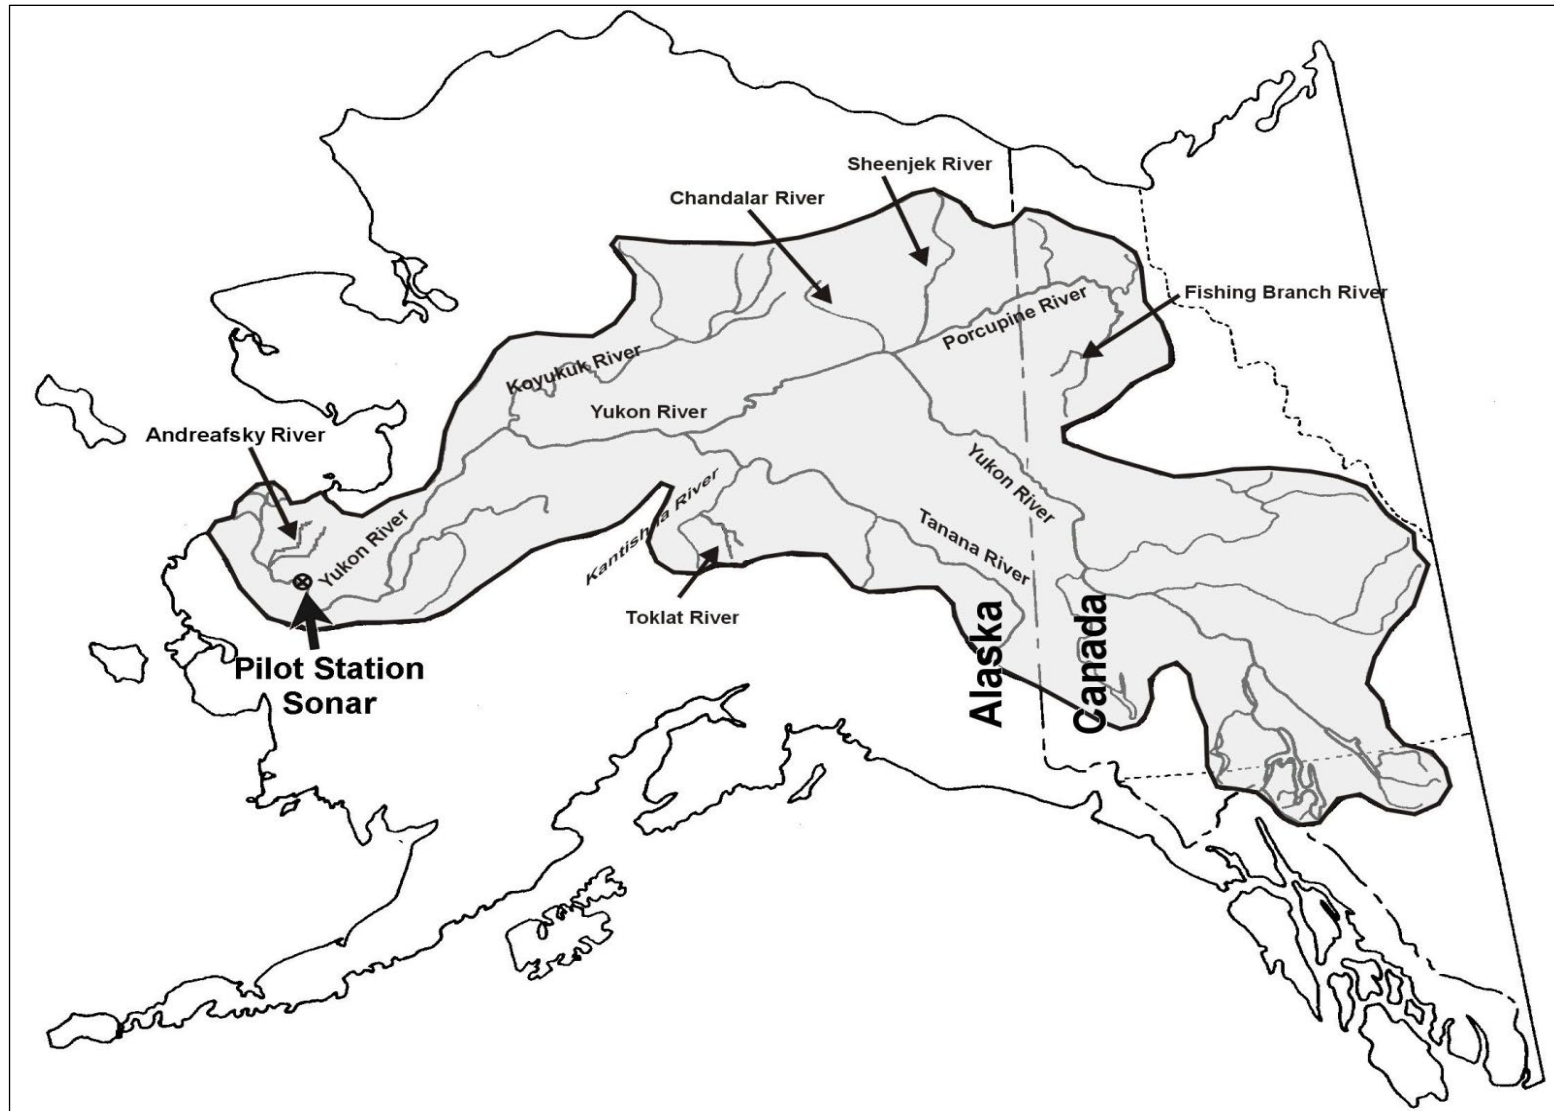 Sheenjek River
Chandalar River
Fishing Branch River
Porcupine River
Koyukuk River
Yukon River
Andreafsky River
Yukon River
Kantishna River
Yukon River
Tanana River
Toklat River
Alaska
Canada
Pilot Station
Sonar